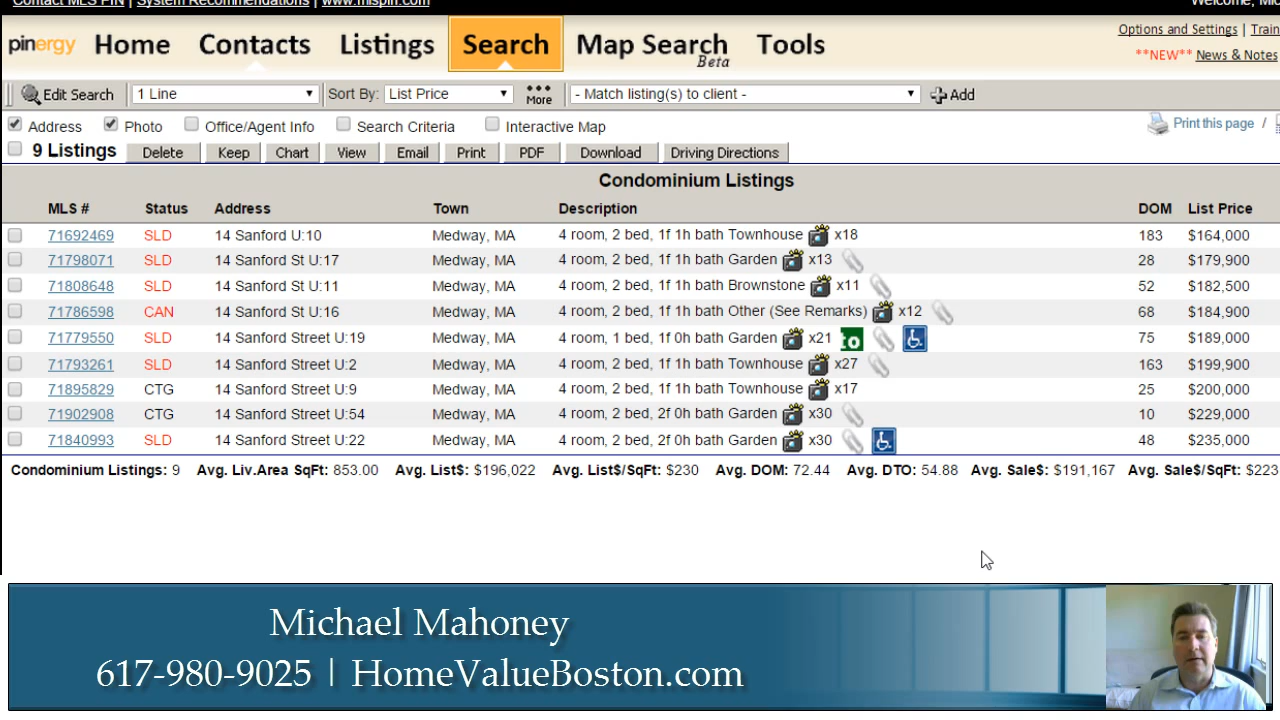 Contact MLS PIN | System Recommendations | www.mlspin.com
Welcome, Mic
pinergy Home Contacts Listings Search Map Search Beta Tools
Options and Settings | Train
**NEW** News & Notes
Edit Search 1 Line Sort By: List Price More - Match listing(s) to client - Add
Address Photo Office/Agent Info Search Criteria Interactive Map Print this page /
9 Listings Delete Keep Chart View Email Print PDF Download Driving Directions
Condominium Listings
MLS # Status Address Town Description DOM List Price
71692469 SLD 14 Sanford U:10 Medway, MA 4 room, 2 bed, 1f 1h bath Townhouse x18 183 $164,000
71798071 SLD 14 Sanford St U:17 Medway, MA 4 room, 2 bed, 1f 1h bath Garden x13 28 $179,900
71808648 SLD 14 Sanford St U:11 Medway, MA 4 room, 2 bed, 1f 1h bath Brownstone x11 52 $182,500
71786598 CAN 14 Sanford St U:16 Medway, MA 4 room, 2 bed, 1f 1h bath Other (See Remarks) x12 68 $184,900
71779550 SLD 14 Sanford Street U:19 Medway, MA 4 room, 1 bed, 1f 0h bath Garden x21 to 75 $189,000
71793261 SLD 14 Sanford Street U:2 Medway, MA 4 room, 2 bed, 1f 1h bath Townhouse x27 163 $199,900
71895829 CTG 14 Sanford Street U:9 Medway, MA 4 room, 2 bed, 1f 1h bath Townhouse x17 25 $200,000
71902908 CTG 14 Sanford Street U:54 Medway, MA 4 room, 2 bed, 2f 0h bath Garden x30 10 $229,000
71840993 SLD 14 Sanford Street U:22 Medway, MA 4 room, 2 bed, 2f 0h bath Garden x30 48 $235,000
Condominium Listings: 9 Avg. Liv.Area SqFt: 853.00 Avg. List$: $196,022 Avg. List$/SqFt: $230 Avg. DOM: 72.44 Avg. DTO: 54.88 Avg. Sale$: $191,167 Avg. Sale$/SqFt: $223
Michael Mahoney
617-980-9025 | HomeValueBoston.com